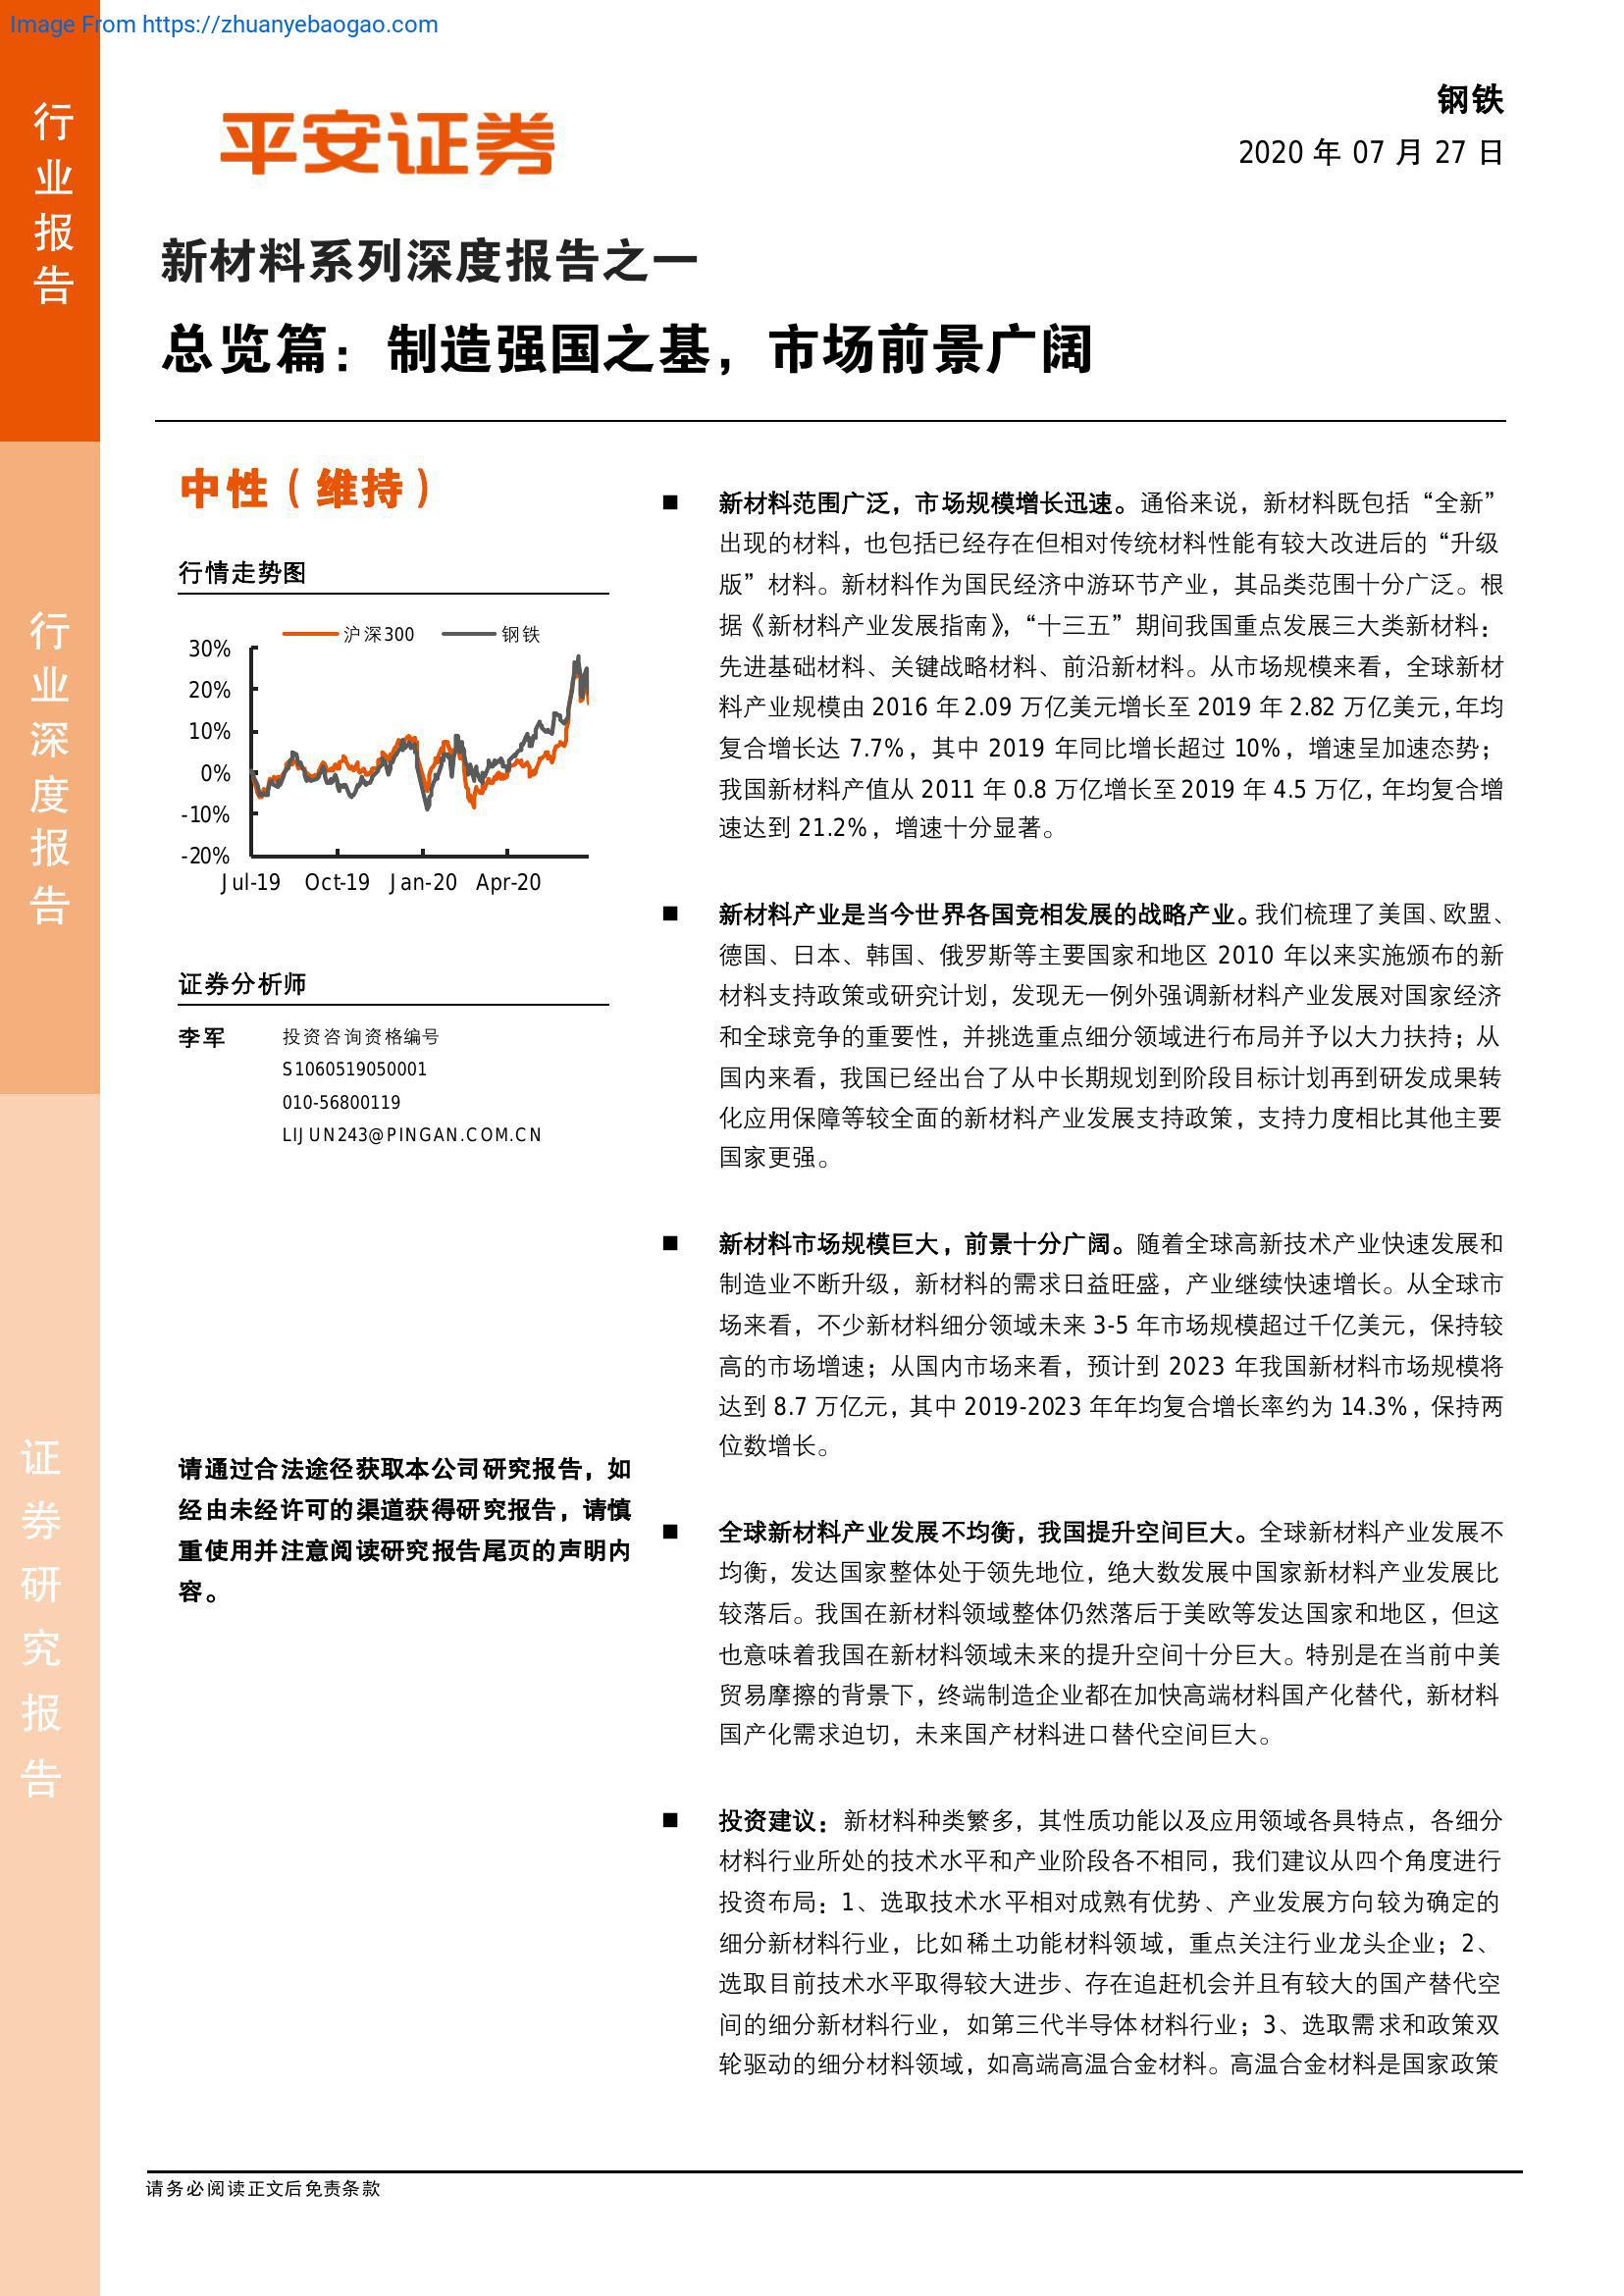 Image From https://zhuanyebaogao.com
行业报告
行业深度报告
证券研究报告
平安证券
钢铁
2020 年 07 月 27 日
新材料系列深度报告之一
总览篇：制造强国之基，市场前景广阔
中性（维持）
行情走势图
沪深300 钢铁
30%
20%
10%
0%
-10%
-20%
Jul-19 Oct-19 Jan-20 Apr-20
证券分析师
李军 投资咨询资格编号
S1060519050001
010-56800119
LIJUN243@PINGAN.COM.CN
请通过合法途径获取本公司研究报告，如
经由未经许可的渠道获得研究报告，请慎
重使用并注意阅读研究报告尾页的声明内
容。
■ 新材料范围广泛，市场规模增长迅速。通俗来说，新材料既包括“全新”
出现的材料，也包括已经存在但相对传统材料性能有较大改进后的“升级
版”材料。新材料作为国民经济中游环节产业，其品类范围十分广泛。根
据《新材料产业发展指南》，“十三五”期间我国重点发展三大类新材料：
先进基础材料、关键战略材料、前沿新材料。从市场规模来看，全球新材
料产业规模由 2016 年 2.09 万亿美元增长至 2019 年 2.82 万亿美元，年均
复合增长达 7.7%，其中 2019 年同比增长超过 10%，增速呈加速态势；
我国新材料产值从 2011 年 0.8 万亿增长至 2019 年 4.5 万亿，年均复合增
速达到 21.2%，增速十分显著。
■ 新材料产业是当今世界各国竞相发展的战略产业。我们梳理了美国、欧盟、
德国、日本、韩国、俄罗斯等主要国家和地区 2010 年以来实施颁布的新
材料支持政策或研究计划，发现无一例外强调新材料产业发展对国家经济
和全球竞争的重要性，并挑选重点细分领域进行布局并予以大力扶持；从
国内来看，我国已经出台了从中长期规划到阶段目标计划再到研发成果转
化应用保障等较全面的新材料产业发展支持政策，支持力度相比其他主要
国家更强。
■ 新材料市场规模巨大，前景十分广阔。随着全球高新技术产业快速发展和
制造业不断升级，新材料的需求日益旺盛，产业继续快速增长。从全球市
场来看，不少新材料细分领域未来 3-5 年市场规模超过千亿美元，保持较
高的市场增速；从国内市场来看，预计到 2023 年我国新材料市场规模将
达到 8.7 万亿元，其中 2019-2023 年年均复合增长率约为 14.3%，保持两
位数增长。
■ 全球新材料产业发展不均衡，我国提升空间巨大。全球新材料产业发展不
均衡，发达国家整体处于领先地位，绝大数发展中国家新材料产业发展比
较落后。我国在新材料领域整体仍然落后于美欧等发达国家和地区，但这
也意味着我国在新材料领域未来的提升空间十分巨大。特别是在当前中美
贸易摩擦的背景下，终端制造企业都在加快高端材料国产化替代，新材料
国产化需求迫切，未来国产材料进口替代空间巨大。
■ 投资建议：新材料种类繁多，其性质功能以及应用领域各具特点，各细分
材料行业所处的技术水平和产业阶段各不相同，我们建议从四个角度进行
投资布局：1、选取技术水平相对成熟有优势、产业发展方向较为确定的
细分新材料行业，比如稀土功能材料领域，重点关注行业龙头企业；2、
选取目前技术水平取得较大进步、存在追赶机会并且有较大的国产替代空
间的细分新材料行业，如第三代半导体材料行业；3、选取需求和政策双
轮驱动的细分材料领域，如高端高温合金材料。高温合金材料是国家政策
请务必阅读正文后免责条款